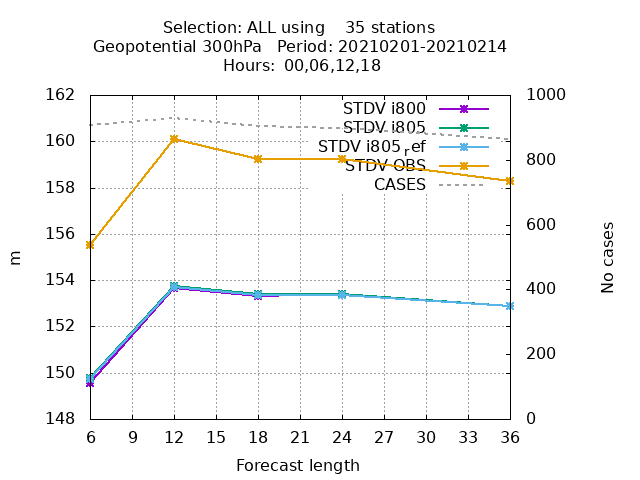 Selection: ALL using    35 stations
Geopotential 300hPa   Period: 20210201-20210214
Hours: 00,06,12,18
STDV i800
STDV i805
STDV i805ref
STDV OBS
CASES
162
160
158
156
154
152
150
148
1000
800
600
400
200
0
m
No cases
6 9 12 15 18 21 24 27 30 33 36
Forecast length